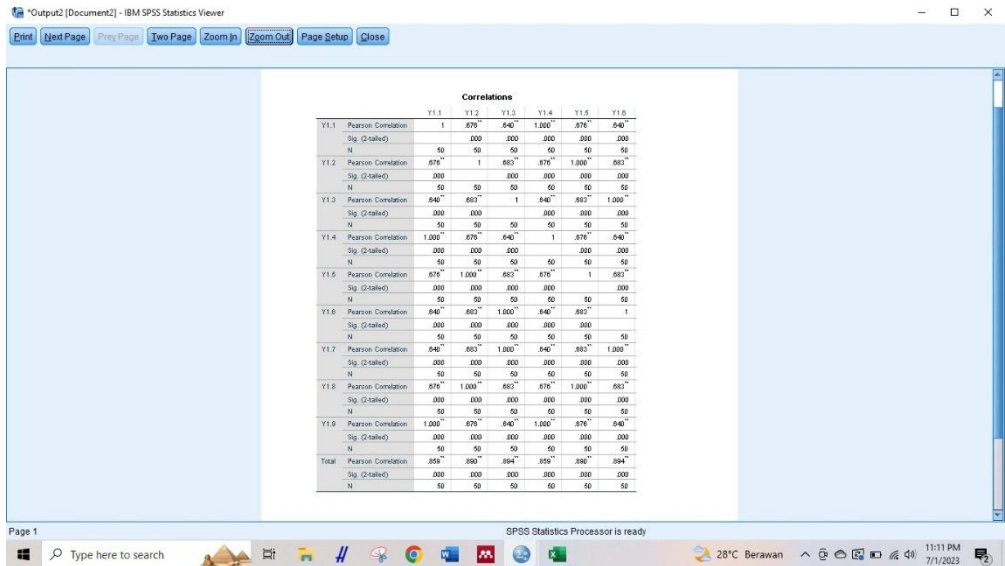 *Output2 [Document2] - IBM SPSS Statistics Viewer
Print Next Page Prev Page Two Page Zoom In Zoom Out Page Setup Close
Correlations
Y1.1 Y1.2 Y1.3 Y1.4 Y1.5 Y1.6
Y1.1 Pearson Correlation 1 .676** .640** 1.000** .676** .640**
Sig. (2-tailed) .000 .000 .000 .000 .000
N 50 50 50 50 50 50
Y1.2 Pearson Correlation .676** 1 .683** .676** 1.000** .683**
Sig. (2-tailed) .000 .000 .000 .000 .000
N 50 50 50 50 50 50
Y1.3 Pearson Correlation .640** .683** 1 .640** .683** 1.000**
Sig. (2-tailed) .000 .000 .000 .000 .000
N 50 50 50 50 50 50
Y1.4 Pearson Correlation 1.000** .676** .640** 1 .676** .640**
Sig. (2-tailed) .000 .000 .000 .000 .000
N 50 50 50 50 50 50
Y1.5 Pearson Correlation .676** 1.000** .683** .676** 1 .683**
Sig. (2-tailed) .000 .000 .000 .000 .000
N 50 50 50 50 50 50
Y1.6 Pearson Correlation .640** .683** 1.000** .640** .683** 1
Sig. (2-tailed) .000 .000 .000 .000 .000
N 50 50 50 50 50 50
Y1.7 Pearson Correlation .640** .683** 1.000** .640** .683** 1.000**
Sig. (2-tailed) .000 .000 .000 .000 .000 .000
N 50 50 50 50 50 50
Y1.8 Pearson Correlation .676** 1.000** .683** .676** 1.000** .683**
Sig. (2-tailed) .000 .000 .000 .000 .000 .000
N 50 50 50 50 50 50
Y1.9 Pearson Correlation 1.000** .676** .640** 1.000** .676** .640**
Sig. (2-tailed) .000 .000 .000 .000 .000 .000
N 50 50 50 50 50 50
Total Pearson Correlation .859** .890** .894** .859** .890** .894**
Sig. (2-tailed) .000 .000 .000 .000 .000 .000
N 50 50 50 50 50 50
Page 1 SPSS Statistics Processor is ready
Type here to search 28°C Berawan 11:11 PM
7/1/2023